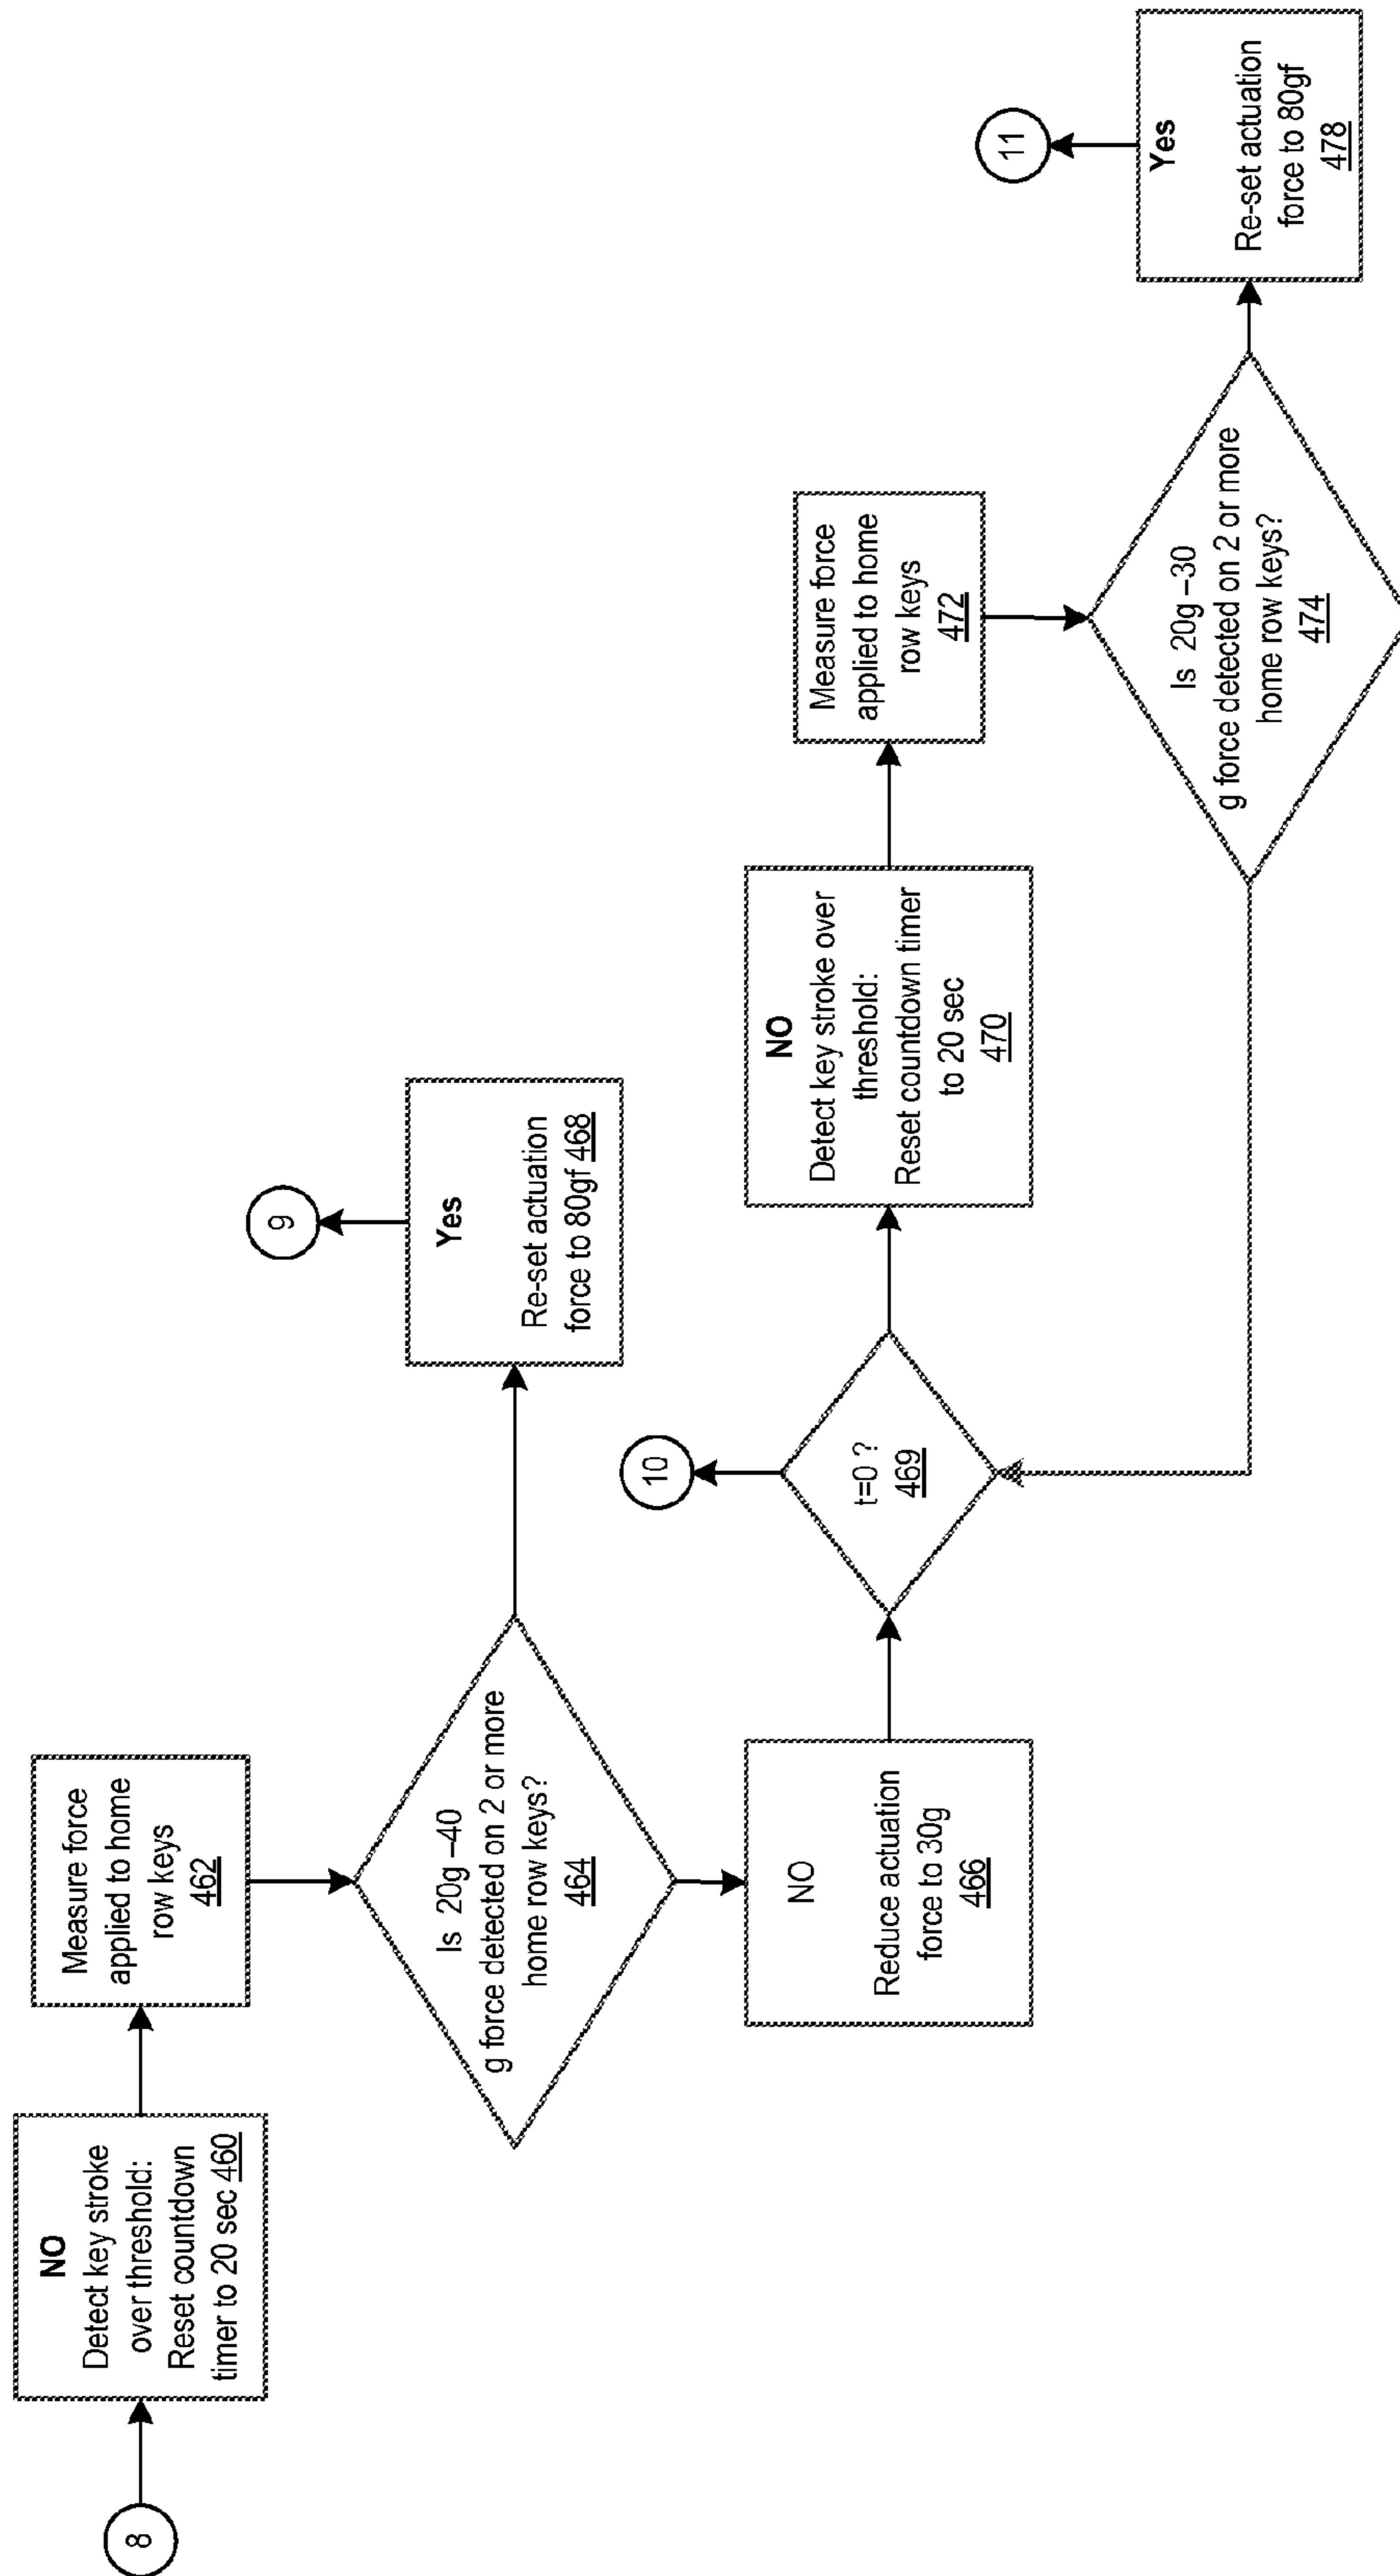 8
NO
Detect key stroke
over threshold:
Reset countdown
timer to 20 sec 460
Measure force
applied to home
row keys
462
Is 20g –40
g force detected on 2 or more
home row keys?
464
Yes
Re-set actuation
force to 80gf 468
9
NO
Reduce actuation
force to 30g
466
t=0 ?
469
10
NO
Detect key stroke over
threshold:
Reset countdown timer
to 20 sec
470
Measure force
applied to home
row keys
472
Is 20g –30
g force detected on 2 or more
home row keys?
474
Yes
Re-set actuation
force to 80gf
478
11